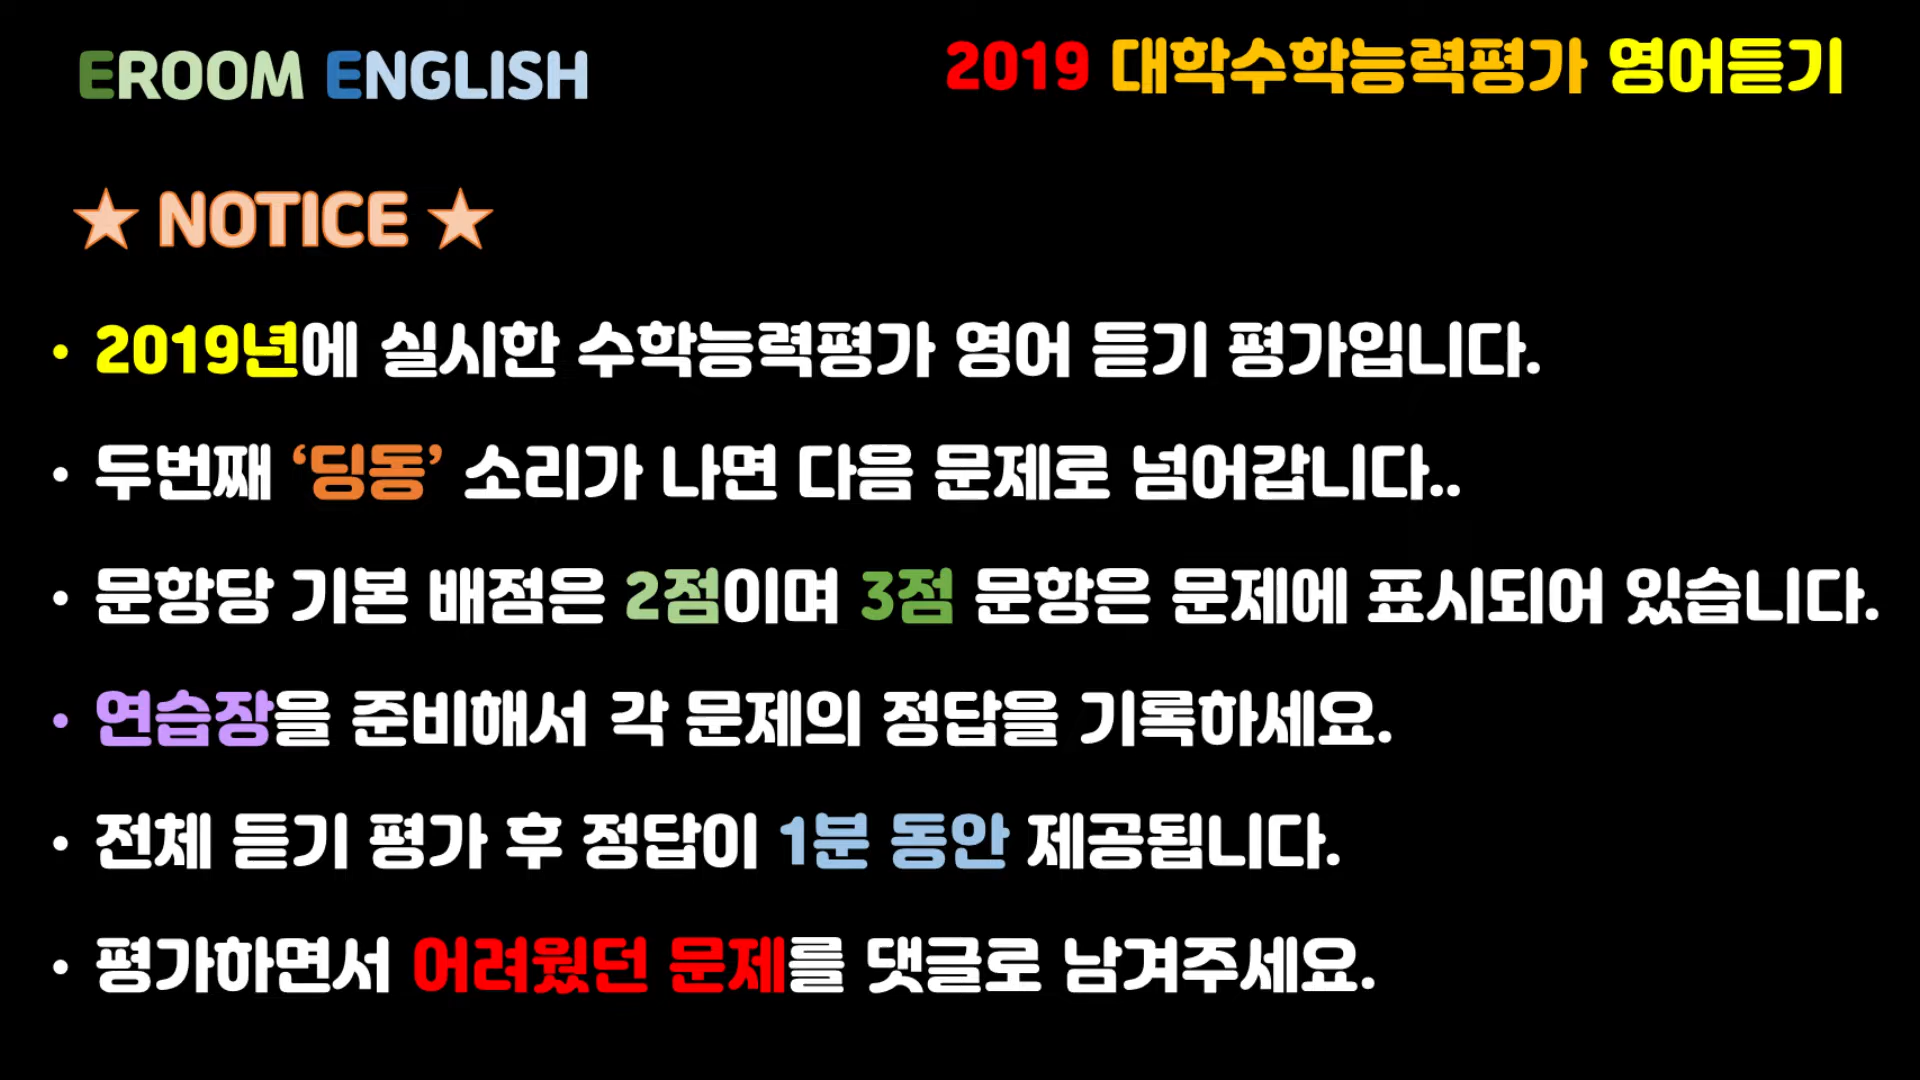 EROOM ENGLISH
2019 대학수학능력평가 영어듣기
★ NOTICE ★
• 2019년에 실시한 수학능력평가 영어 듣기 평가입니다.
• 두번째 ‘딩동’ 소리가 나면 다음 문제로 넘어갑니다..
• 문항당 기본 배점은 2점이며 3점 문항은 문제에 표시되어 있습니다.
• 연습장을 준비해서 각 문제의 정답을 기록하세요.
• 전체 듣기 평가 후 정답이 1분 동안 제공됩니다.
• 평가하면서 어려웠던 문제를 댓글로 남겨주세요.